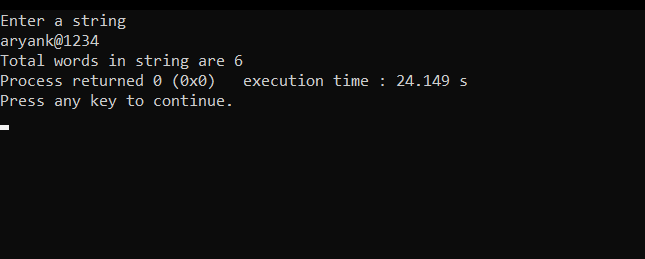 Enter a string
aryank@1234
Total words in string are 6
Process returned 0 (0x0)   execution time : 24.149 s
Press any key to continue.